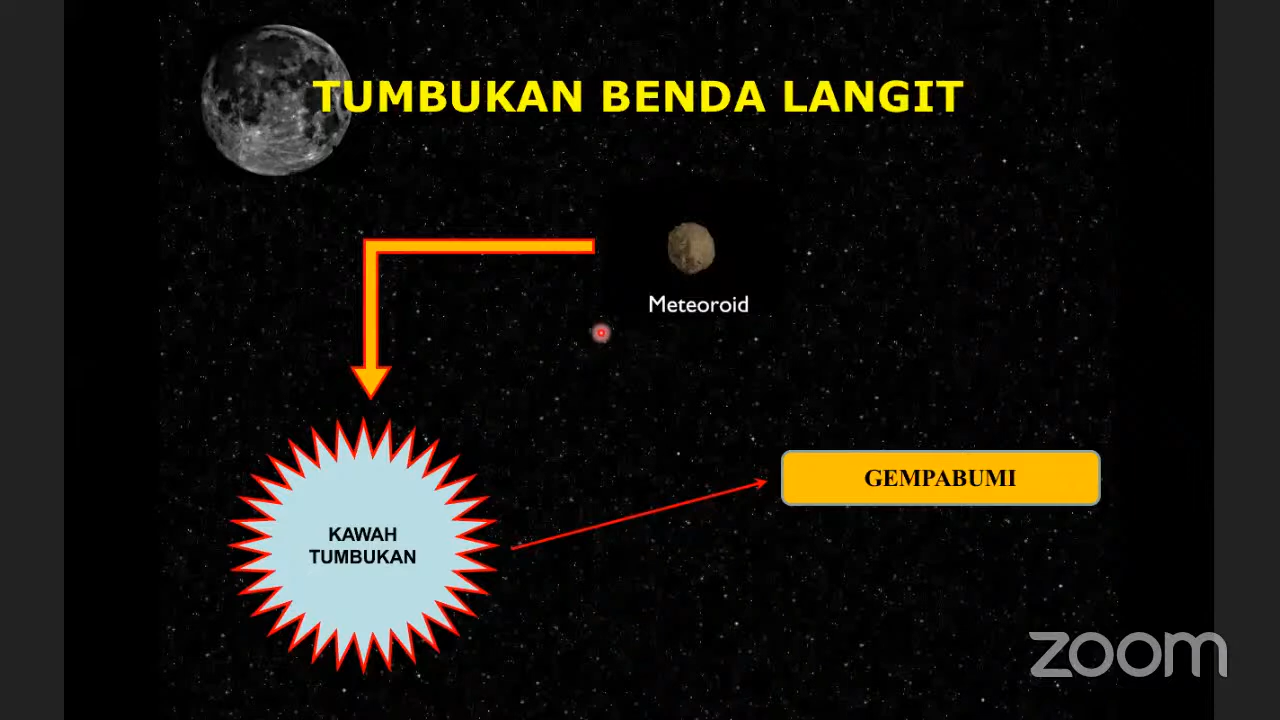 TUMBUKAN BENDA LANGIT
Meteoroid
GEMPABUMI
KAWAH
TUMBUKAN
zoom